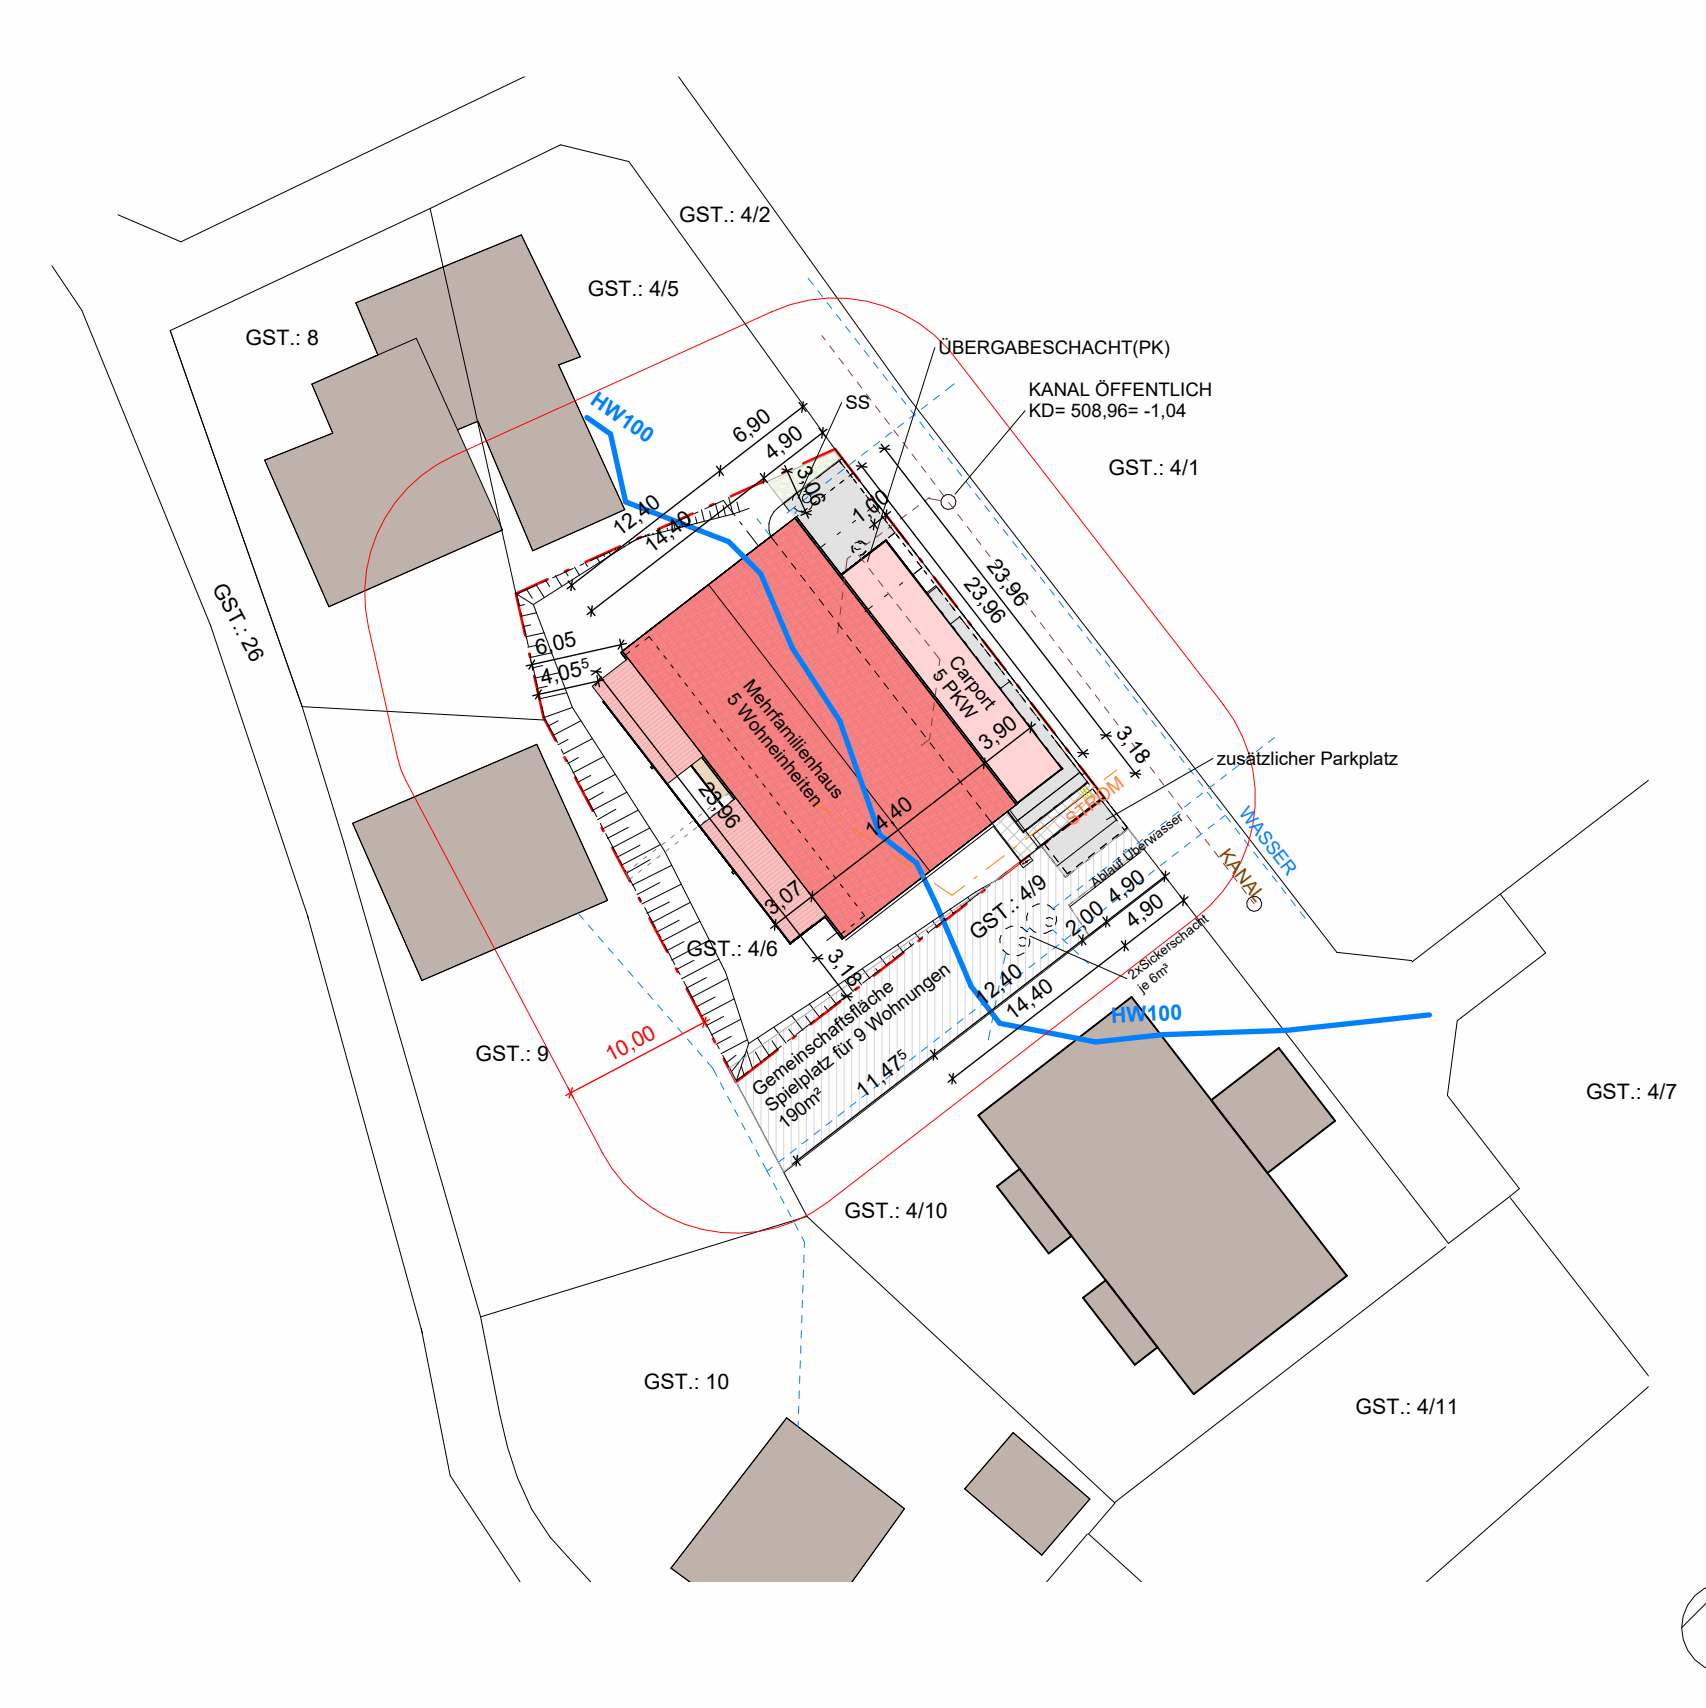 GST.: 4/2
GST.: 4/5
GST.: 8
ÜBERGABESCHACHT(PK)
KANAL ÖFFENTLICH
KD= 508,96= -1,04
SS
HW100
6,90
4,90
3,06
GST.: 4/1
12,40
14,40
1,90
23,96
23,96
GST.: 26
6,05
4,05⁵
Mehrfamilienhaus
5 Wohneinheiten
Carport
5 PKW
3,90
3,18
zusätzlicher Parkplatz
STROM
23,96
14,40
WASSER
KANAL
Ablauf Überwasser
3,07
GST.: 4/6
3,18
GST.: 4/9
4,90
2,00
4,90
2xSickerschacht
je 6m³
12,40
14,40
HW100
Gemeinschaftsfläche
Spielplatz für 9 Wohnungen
190m²
11,47⁵
10,00
GST.: 9
GST.: 4/7
GST.: 4/10
GST.: 10
GST.: 4/11